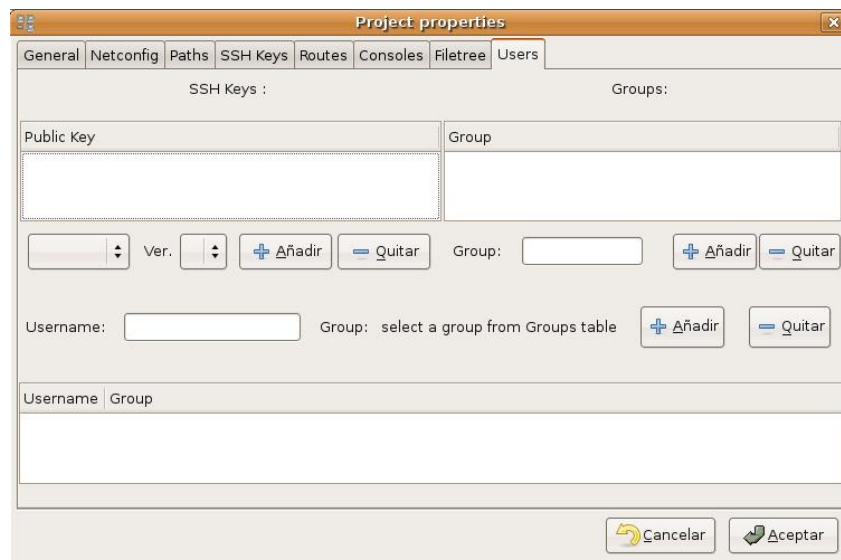 Project properties
General Netconfig Paths SSH Keys Routes Consoles Filetree Users
SSH Keys : Groups:
Public Key Group
Ver. Añadir Quitar Group: Añadir Quitar
Username: Group: select a group from Groups table Añadir Quitar
Username Group
Cancelar Aceptar